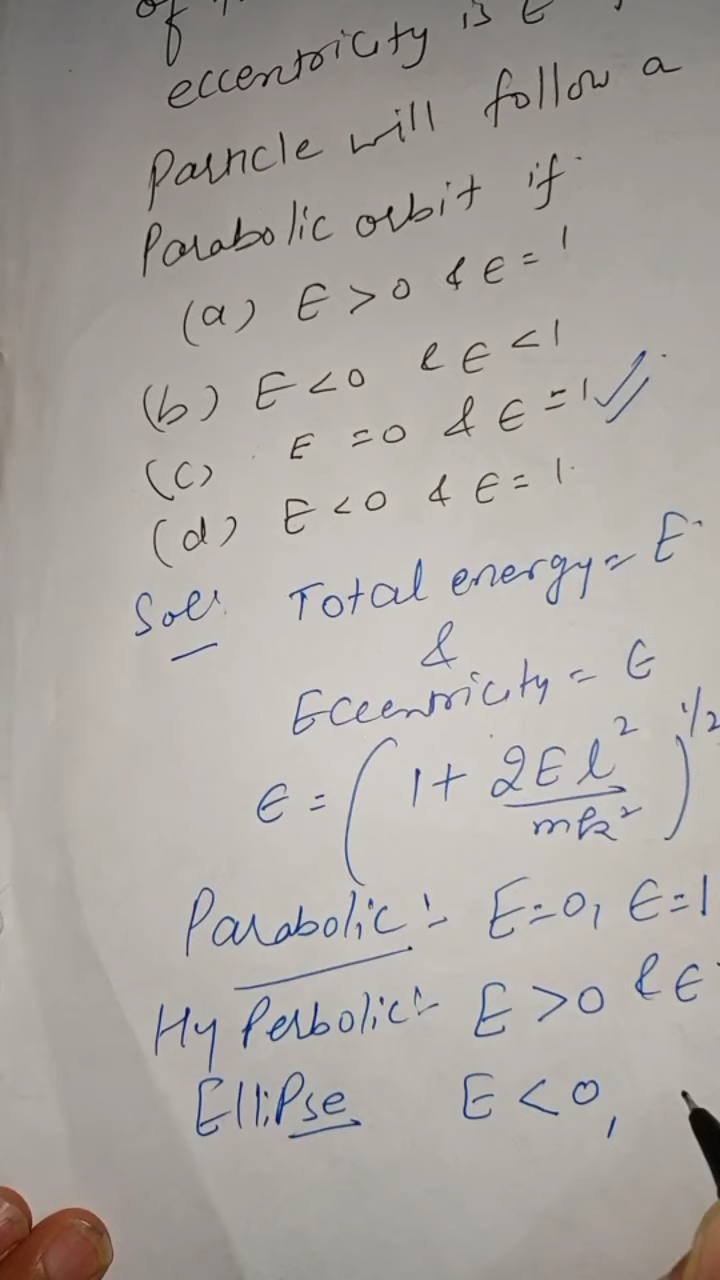 of
eccentricity is E
Particle will follow a
Parabolic orbit if
(a) E > 0 & ϵ = 1
(b) E < 0 & ϵ < 1
(c) E = 0 & ϵ = 1
(d) E < 0 & ϵ = 1.
Sol: Total energy = E
&
Eccentricity = ϵ
ϵ = (1 + 2El²/mk²)^1/2
Parabolic:- E=0, ϵ=1
Hyperbolic:- E > 0 & ϵ
Ellipse E < 0,